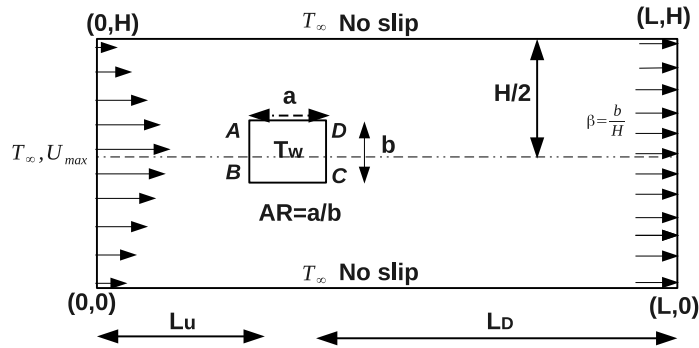 T∞ No slip
(0,H)
(L,H)
H/2
a
A
D
β=b/H
T∞,Umax
Tw
b
B
C
AR=a/b
T∞ No slip
(0,0)
(L,0)
Lu
LD